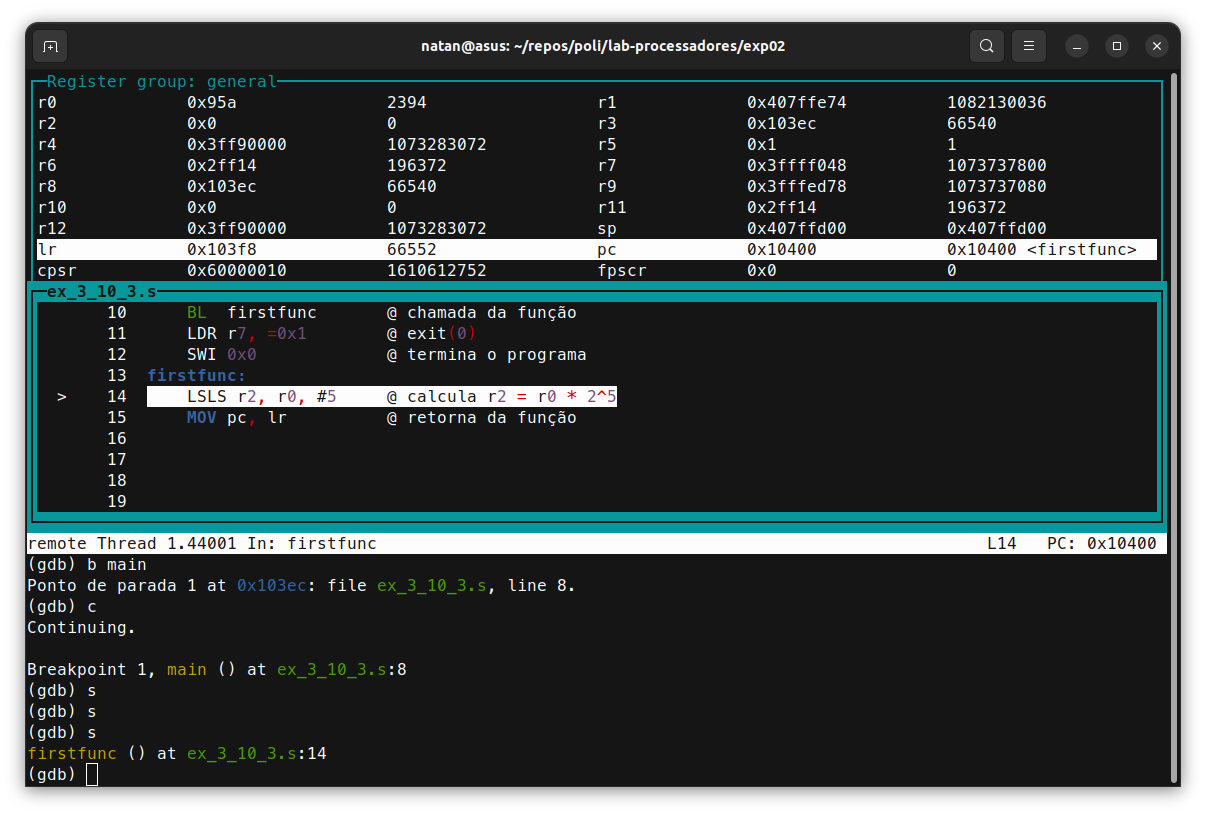 natan@asus: ~/repos/poli/lab-processadores/exp02
Register group: general
r0 0x95a 2394 r1 0x407ffe74 1082130036
r2 0x0 0 r3 0x103ec 66540
r4 0x3ff90000 1073283072 r5 0x1 1
r6 0x2ff14 196372 r7 0x3ffff048 1073737800
r8 0x103ec 66540 r9 0x3fffed78 1073737080
r10 0x0 0 r11 0x2ff14 196372
r12 0x3ff90000 1073283072 sp 0x407ffd00 0x407ffd00
lr 0x103f8 66552 pc 0x10400 0x10400 <firstfunc>
cpsr 0x60000010 1610612752 fpscr 0x0 0
ex_3_10_3.s
10 BL firstfunc @ chamada da função
11 LDR r7, =0x1 @ exit(0)
12 SWI 0x0 @ termina o programa
13 firstfunc:
> 14 LSLS r2, r0, #5 @ calcula r2 = r0 * 2^5
15 MOV pc, lr @ retorna da função
16
17
18
19
remote Thread 1.44001 In: firstfunc L14 PC: 0x10400
(gdb) b main
Ponto de parada 1 at 0x103ec: file ex_3_10_3.s, line 8.
(gdb) c
Continuing.
Breakpoint 1, main () at ex_3_10_3.s:8
(gdb) s
(gdb) s
(gdb) s
firstfunc () at ex_3_10_3.s:14
(gdb)